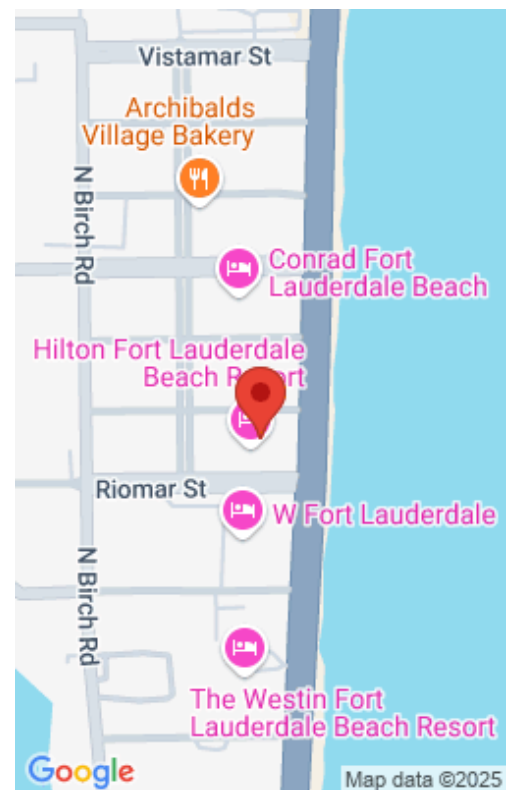 Vistamar St
Archibalds
Village Bakery
N Birch Rd
Conrad Fort
Lauderdale Beach
Hilton Fort Lauderdale
Beach Resort
Riomar St
W Fort Lauderdale
N Birch Rd
The Westin Fort
Lauderdale Beach Resort
Google
Map data ©2025